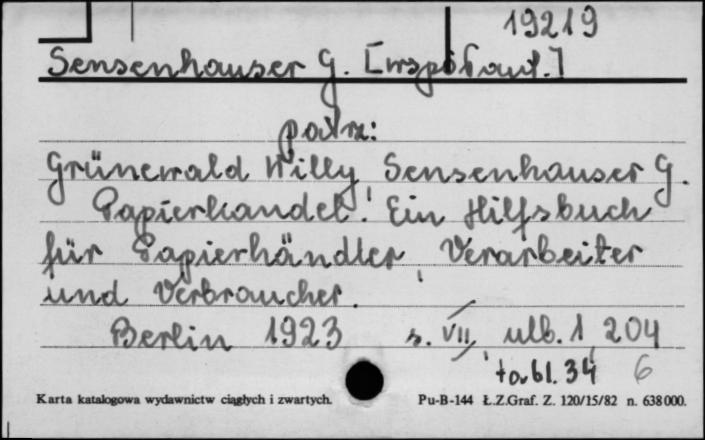 19219
Sensenhauser G. [współaut.]
patrz:
Grünewald Willy Sensenhauser G.
Papierhandel. Ein Hilfsbuch
für Papierhändler, Verarbeiter
und Verbraucher.
Berlin 1923 s. VII, ulb. 1, 204
tabl. 34 6
Karta katalogowa wydawnictw ciągłych i zwartych. Pu-B-144 Ł.Z.Graf. Z. 120/15/82 n. 638000.